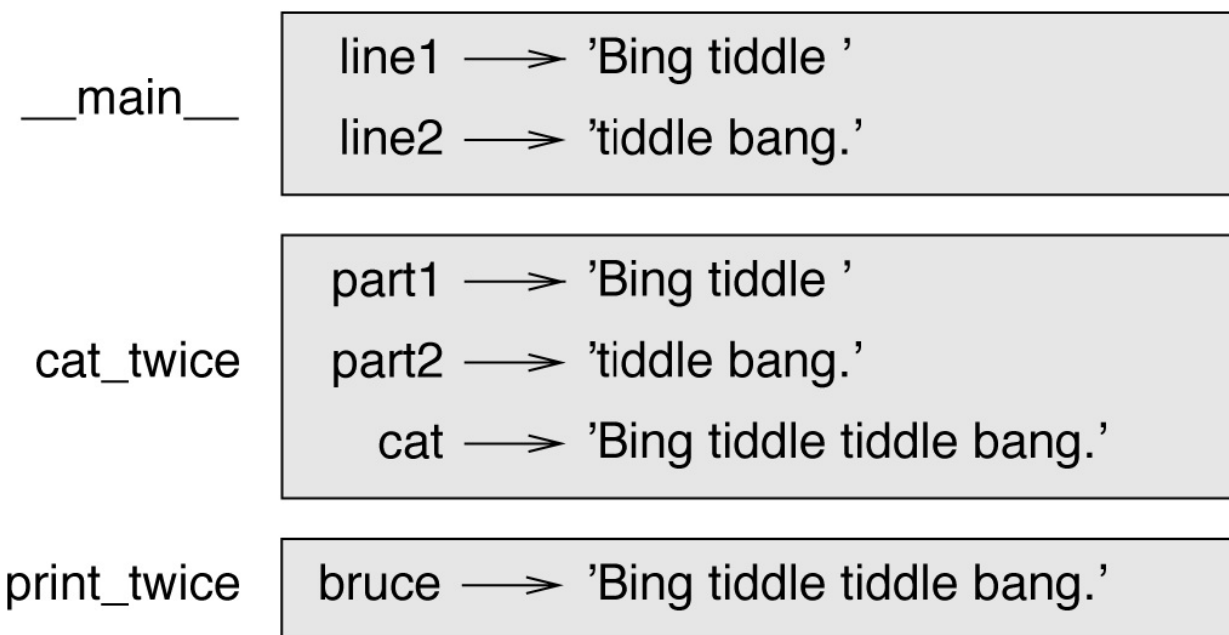 __main__
line1 ’Bing tiddle ’
line2 ’tiddle bang.’
cat_twice
part1 ’Bing tiddle ’
part2 ’tiddle bang.’
cat ’Bing tiddle tiddle bang.’
print_twice
bruce ’Bing tiddle tiddle bang.’